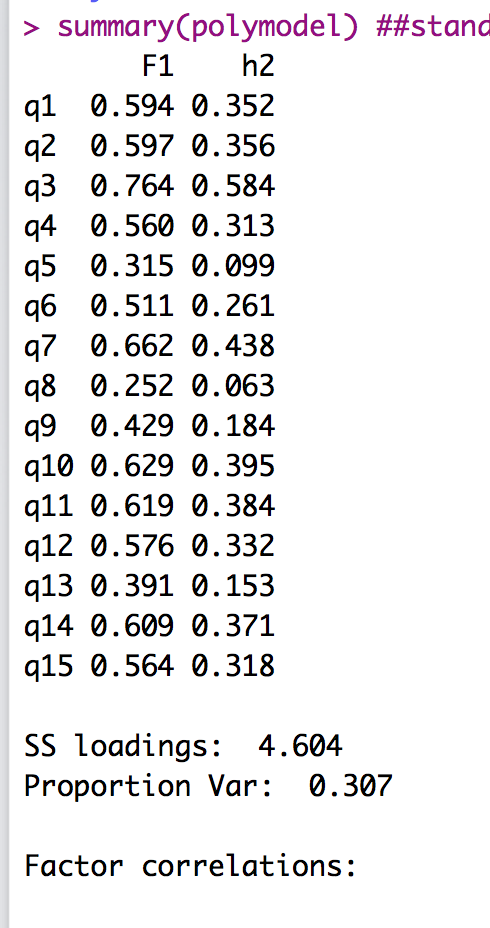 > summary(polymodel) ##stand
F1 h2
q1 0.594 0.352
q2 0.597 0.356
q3 0.764 0.584
q4 0.560 0.313
q5 0.315 0.099
q6 0.511 0.261
q7 0.662 0.438
q8 0.252 0.063
q9 0.429 0.184
q10 0.629 0.395
q11 0.619 0.384
q12 0.576 0.332
q13 0.391 0.153
q14 0.609 0.371
q15 0.564 0.318
SS loadings: 4.604
Proportion Var: 0.307
Factor correlations: